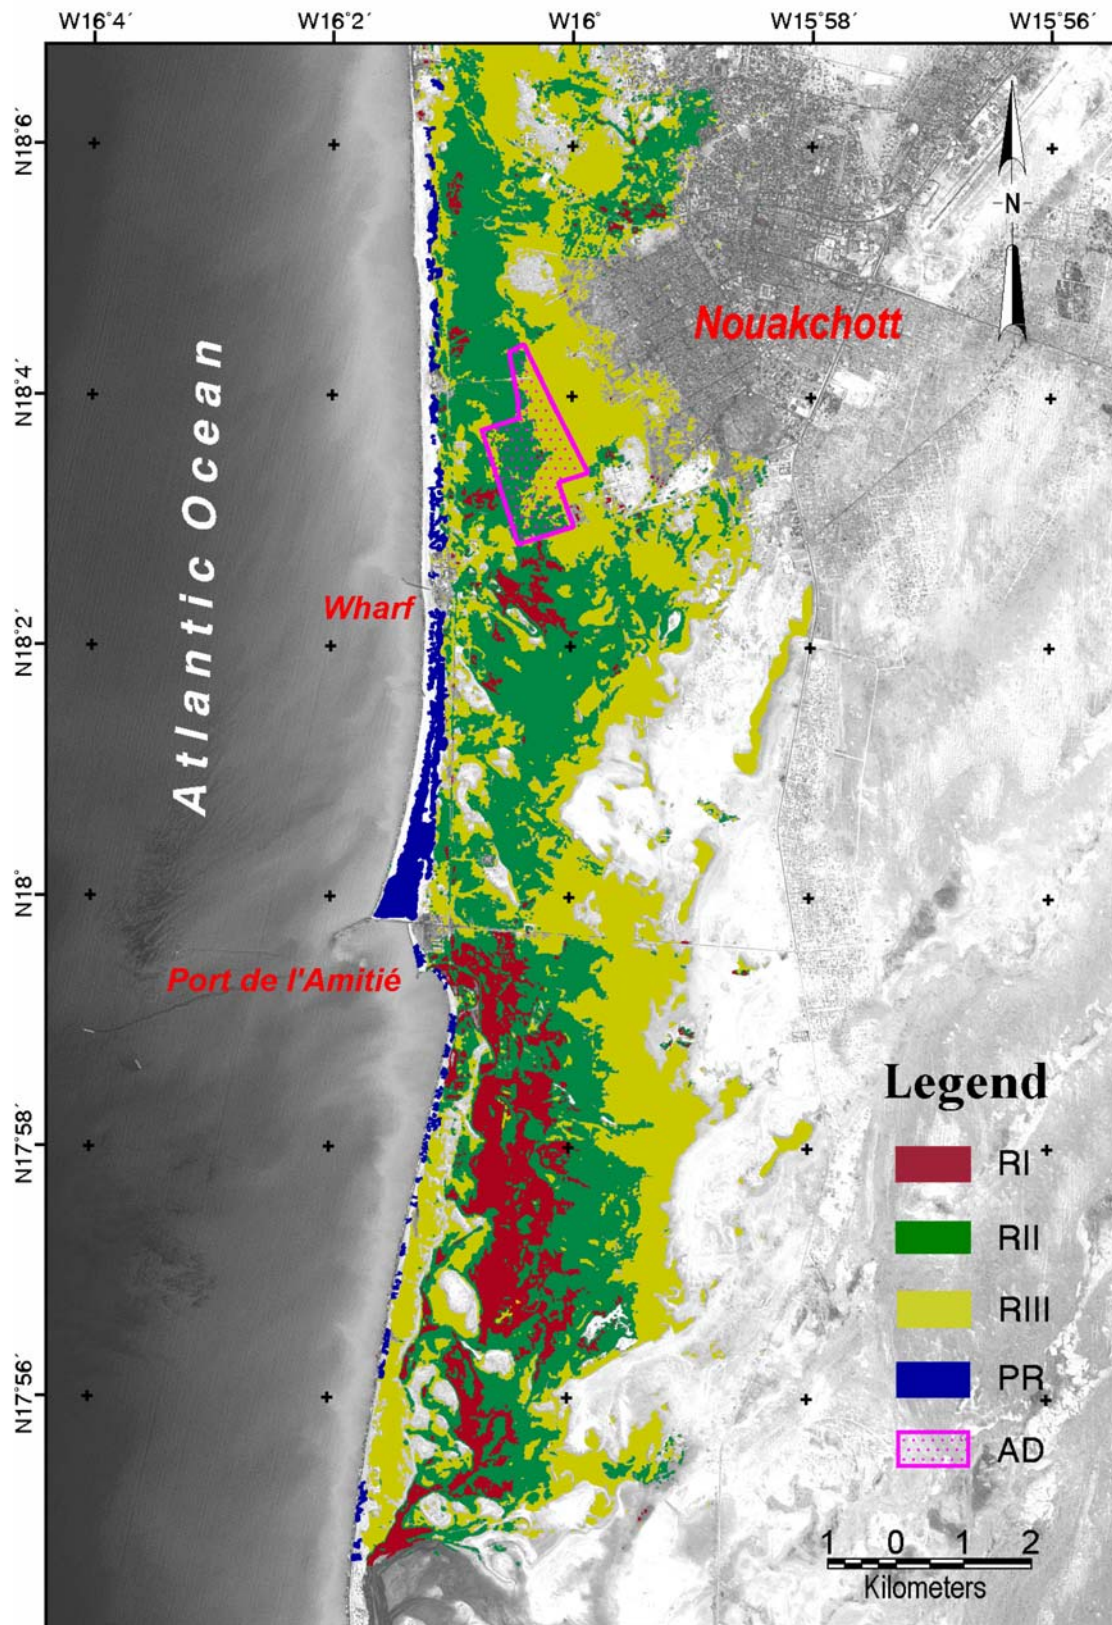 W16°4´ W16°2´ W16° W15°58´ W15°56´
N18°6´
N
Nouakchott
N18°4´
Atlantic Ocean
Wharf
N18°2´
N18°
Port de l'Amitié
N17°58´
Legend
RI
RII
RIII
PR
N17°56´
AD
1 0 1 2
Kilometers